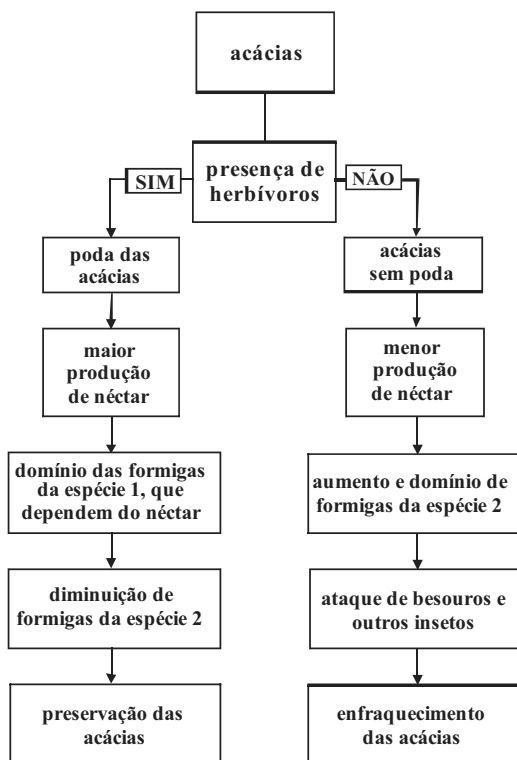 acácias
presença de
herbívoros
SIM
NÃO
poda das
acácias
maior
produção
de néctar
domínio das formigas
da espécie 1, que
dependem do néctar
diminuição de
formigas da espécie 2
preservação das
acácias
acácias
sem poda
menor
produção
de néctar
aumento e domínio de
formigas da espécie 2
ataque de besouros e
outros insetos
enfraquecimento
das acácias